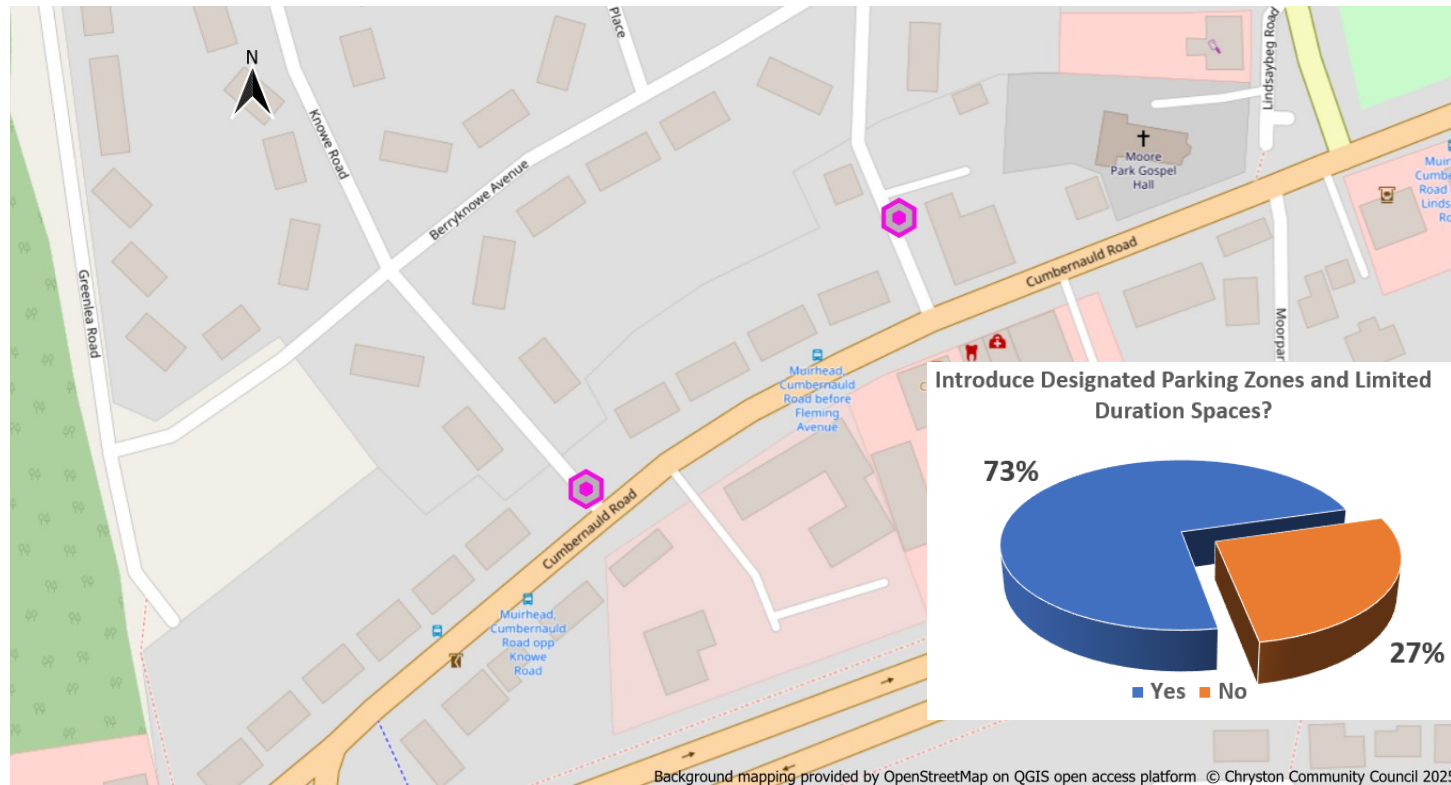 Place
Lindsaybeg Road
N
Knowe Road
Moore
Park Gospel
Hall
Berryknowe Avenue
Cumbernauld Road
Greenlea Road
Muirhead,
Cumbernauld
Road before
Fleming
Avenue
Introduce Designated Parking Zones and Limited
Duration Spaces?
73%
27%
Yes
No
Cumbernauld Road
Muirhead,
Cumbernauld
Road opp
Knowe
Road
Background mapping provided by OpenStreetMap on QGIS open access platform © Chryston Community Council 2025